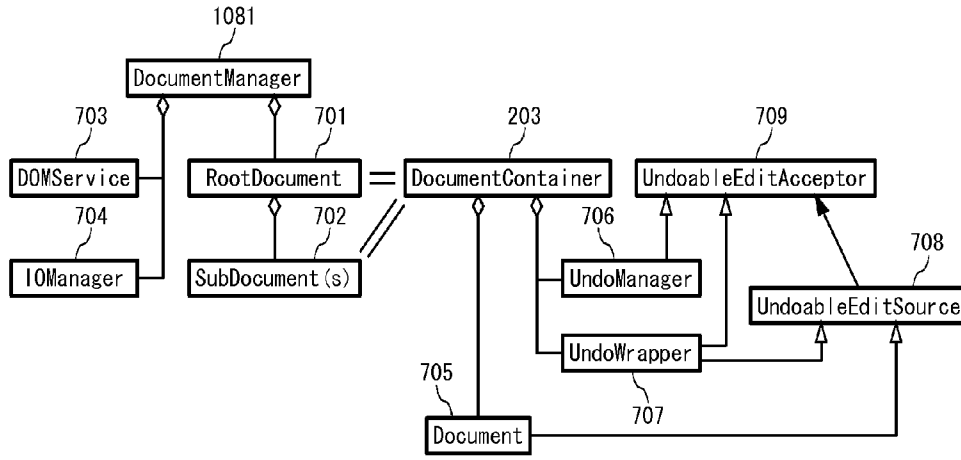 1081
DocumentManager
703
701
203
709
DOMService
RootDocument
DocumentContainer
UndoableEditAcceptor
704
702
706
708
IOManager
SubDocument(s)
UndoManager
UndoableEditSource
UndoWrapper
705
707
Document